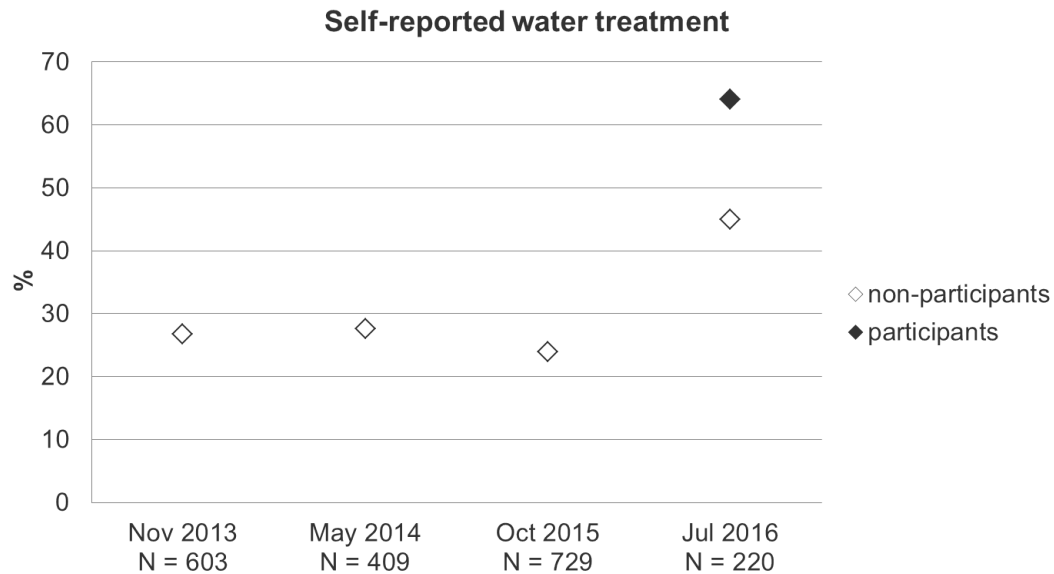 Self-reported water treatment
70
60
50
40
30
20
10
0
%
Nov 2013
N = 603
May 2014
N = 409
Oct 2015
N = 729
Jul 2016
N = 220
non-participants
participants